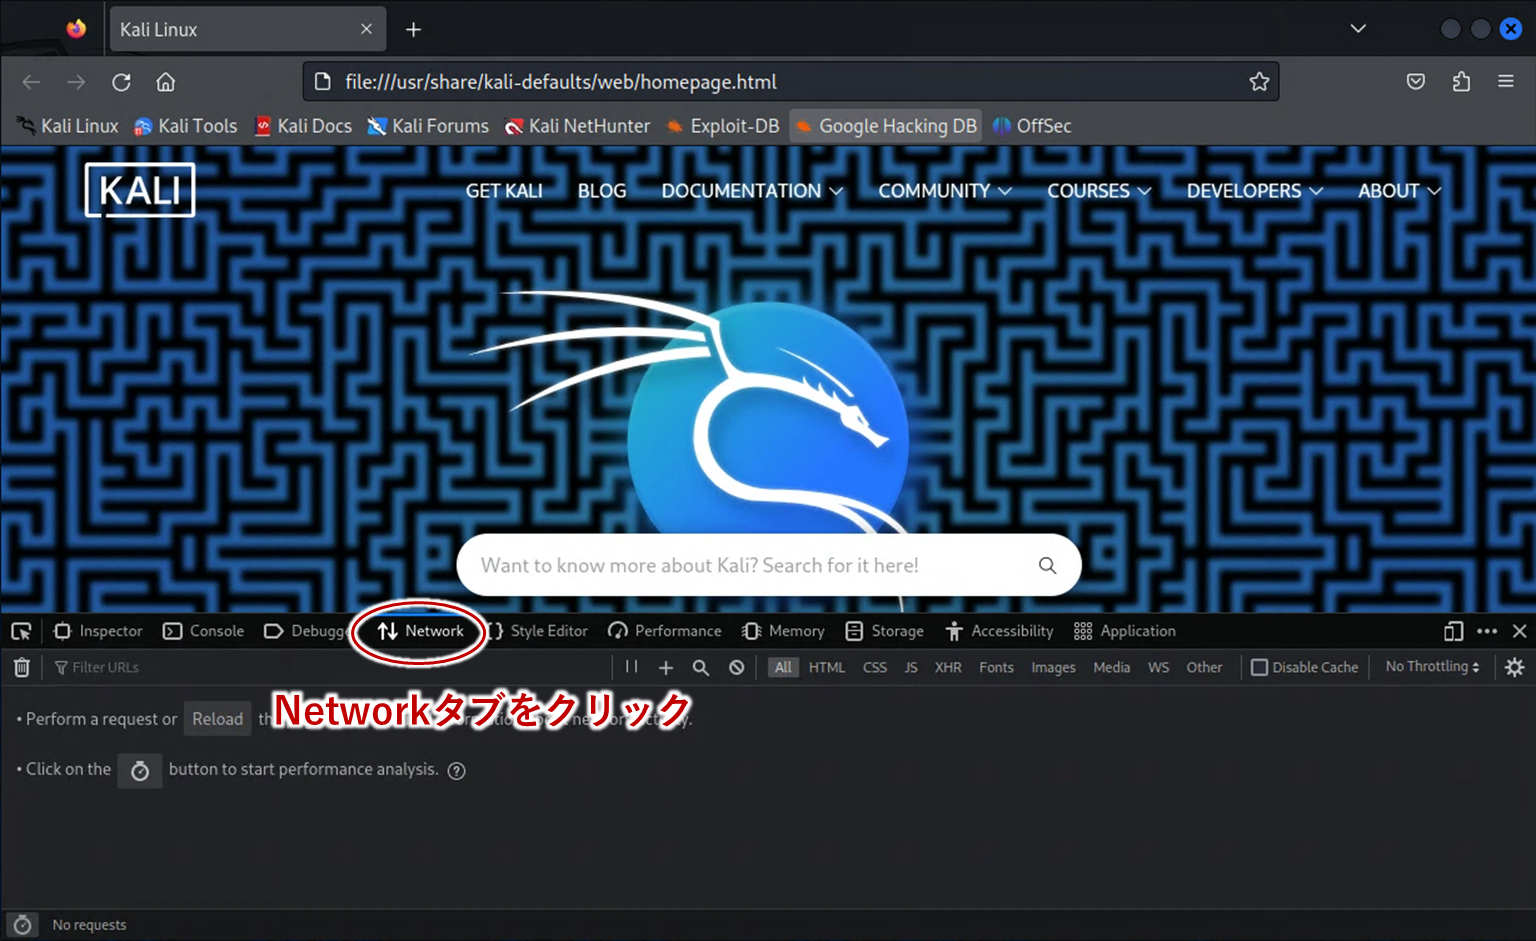 Kali Linux
file:///usr/share/kali-defaults/web/homepage.html
Kali Linux Kali Tools Kali Docs Kali Forums Kali NetHunter Exploit-DB Google Hacking DB OffSec
KALI GET KALI BLOG DOCUMENTATION COMMUNITY COURSES DEVELOPERS ABOUT
Want to know more about Kali? Search for it here!
Inspector Console Debugge Network Style Editor Performance Memory Storage Accessibility Application
Filter URLs All HTML CSS JS XHR Fonts Images Media WS Other Disable Cache No Throttling
Networkタブをクリック
• Perform a request or Reload
• Click on the button to start performance analysis.
No requests